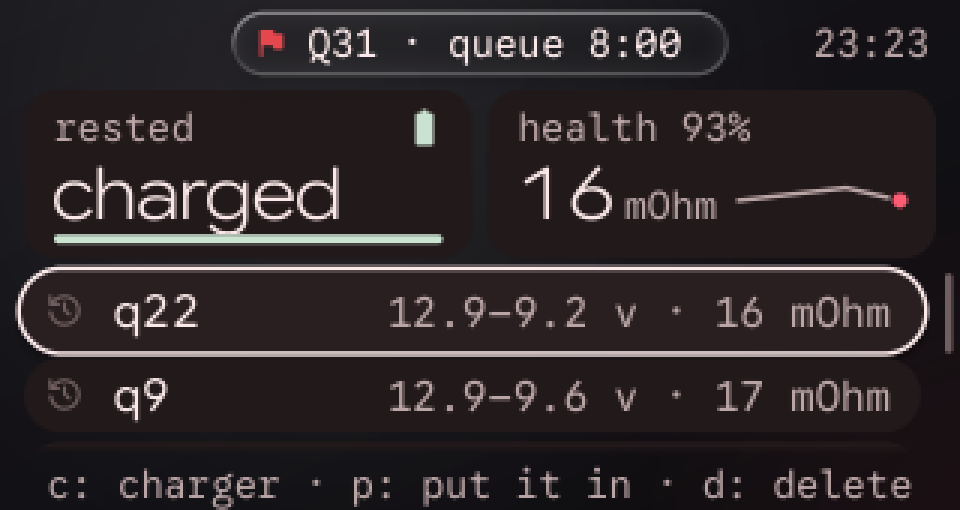 Q31 · queue 8:00
23:23
rested
charged
health 93%
16 mOhm
q22 12.9–9.2 v · 16 mOhm
q9 12.9–9.6 v · 17 mOhm
c: charger · p: put it in · d: delete